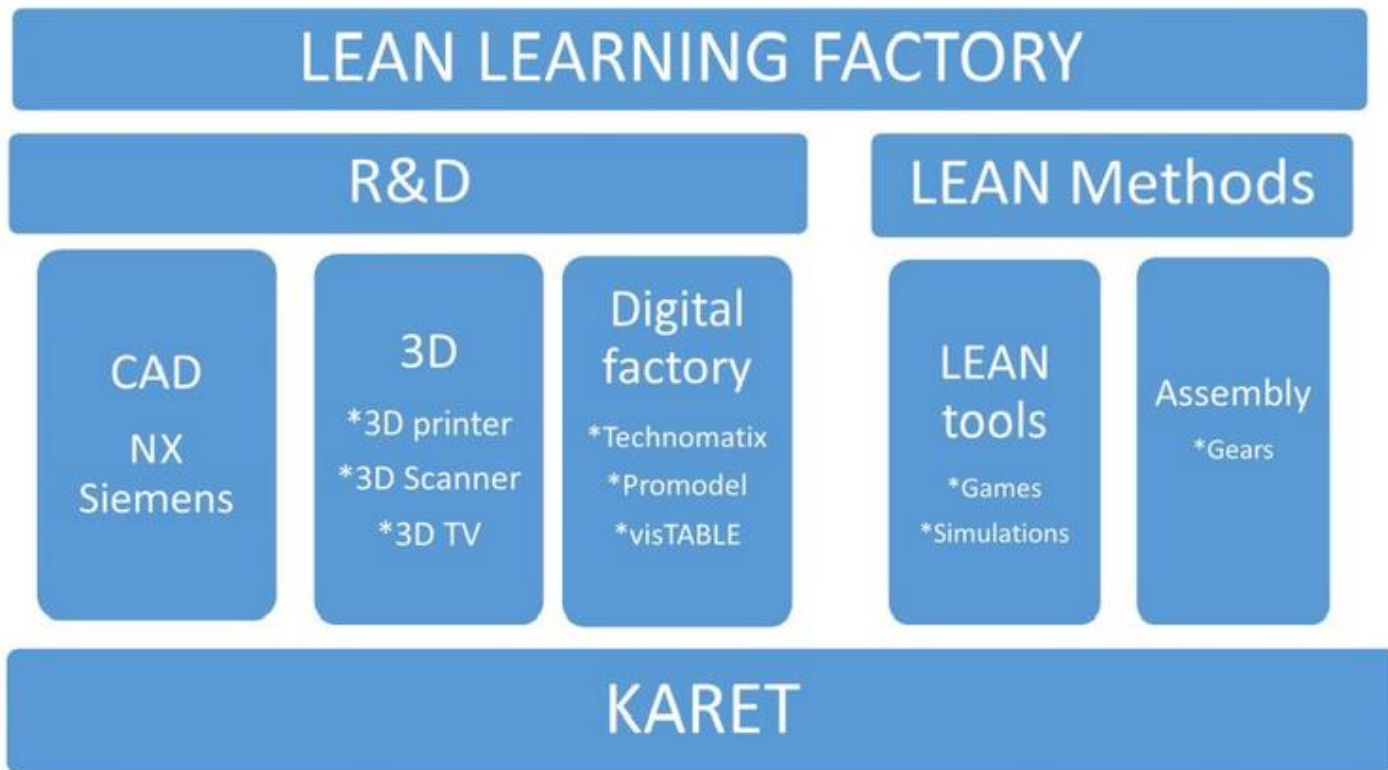 LEAN LEARNING FACTORY
R&D
LEAN Methods
CAD
NX
Siemens
3D
*3D printer
*3D Scanner
*3D TV
Digital
factory
*Technomatix
*Promodel
*visTABLE
LEAN
tools
*Games
*Simulations
Assembly
*Gears
KARET